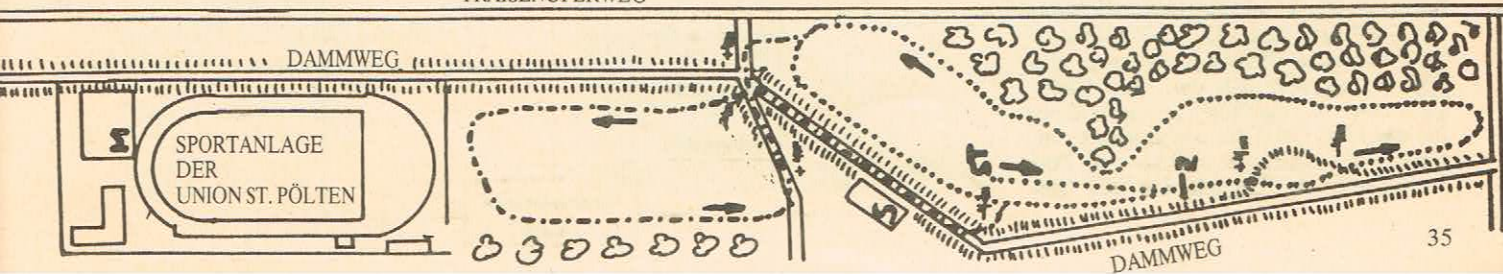 DAMMWEG
SPORTANLAGE
DER
UNION ST. PÖLTEN
DAMMWEG
35